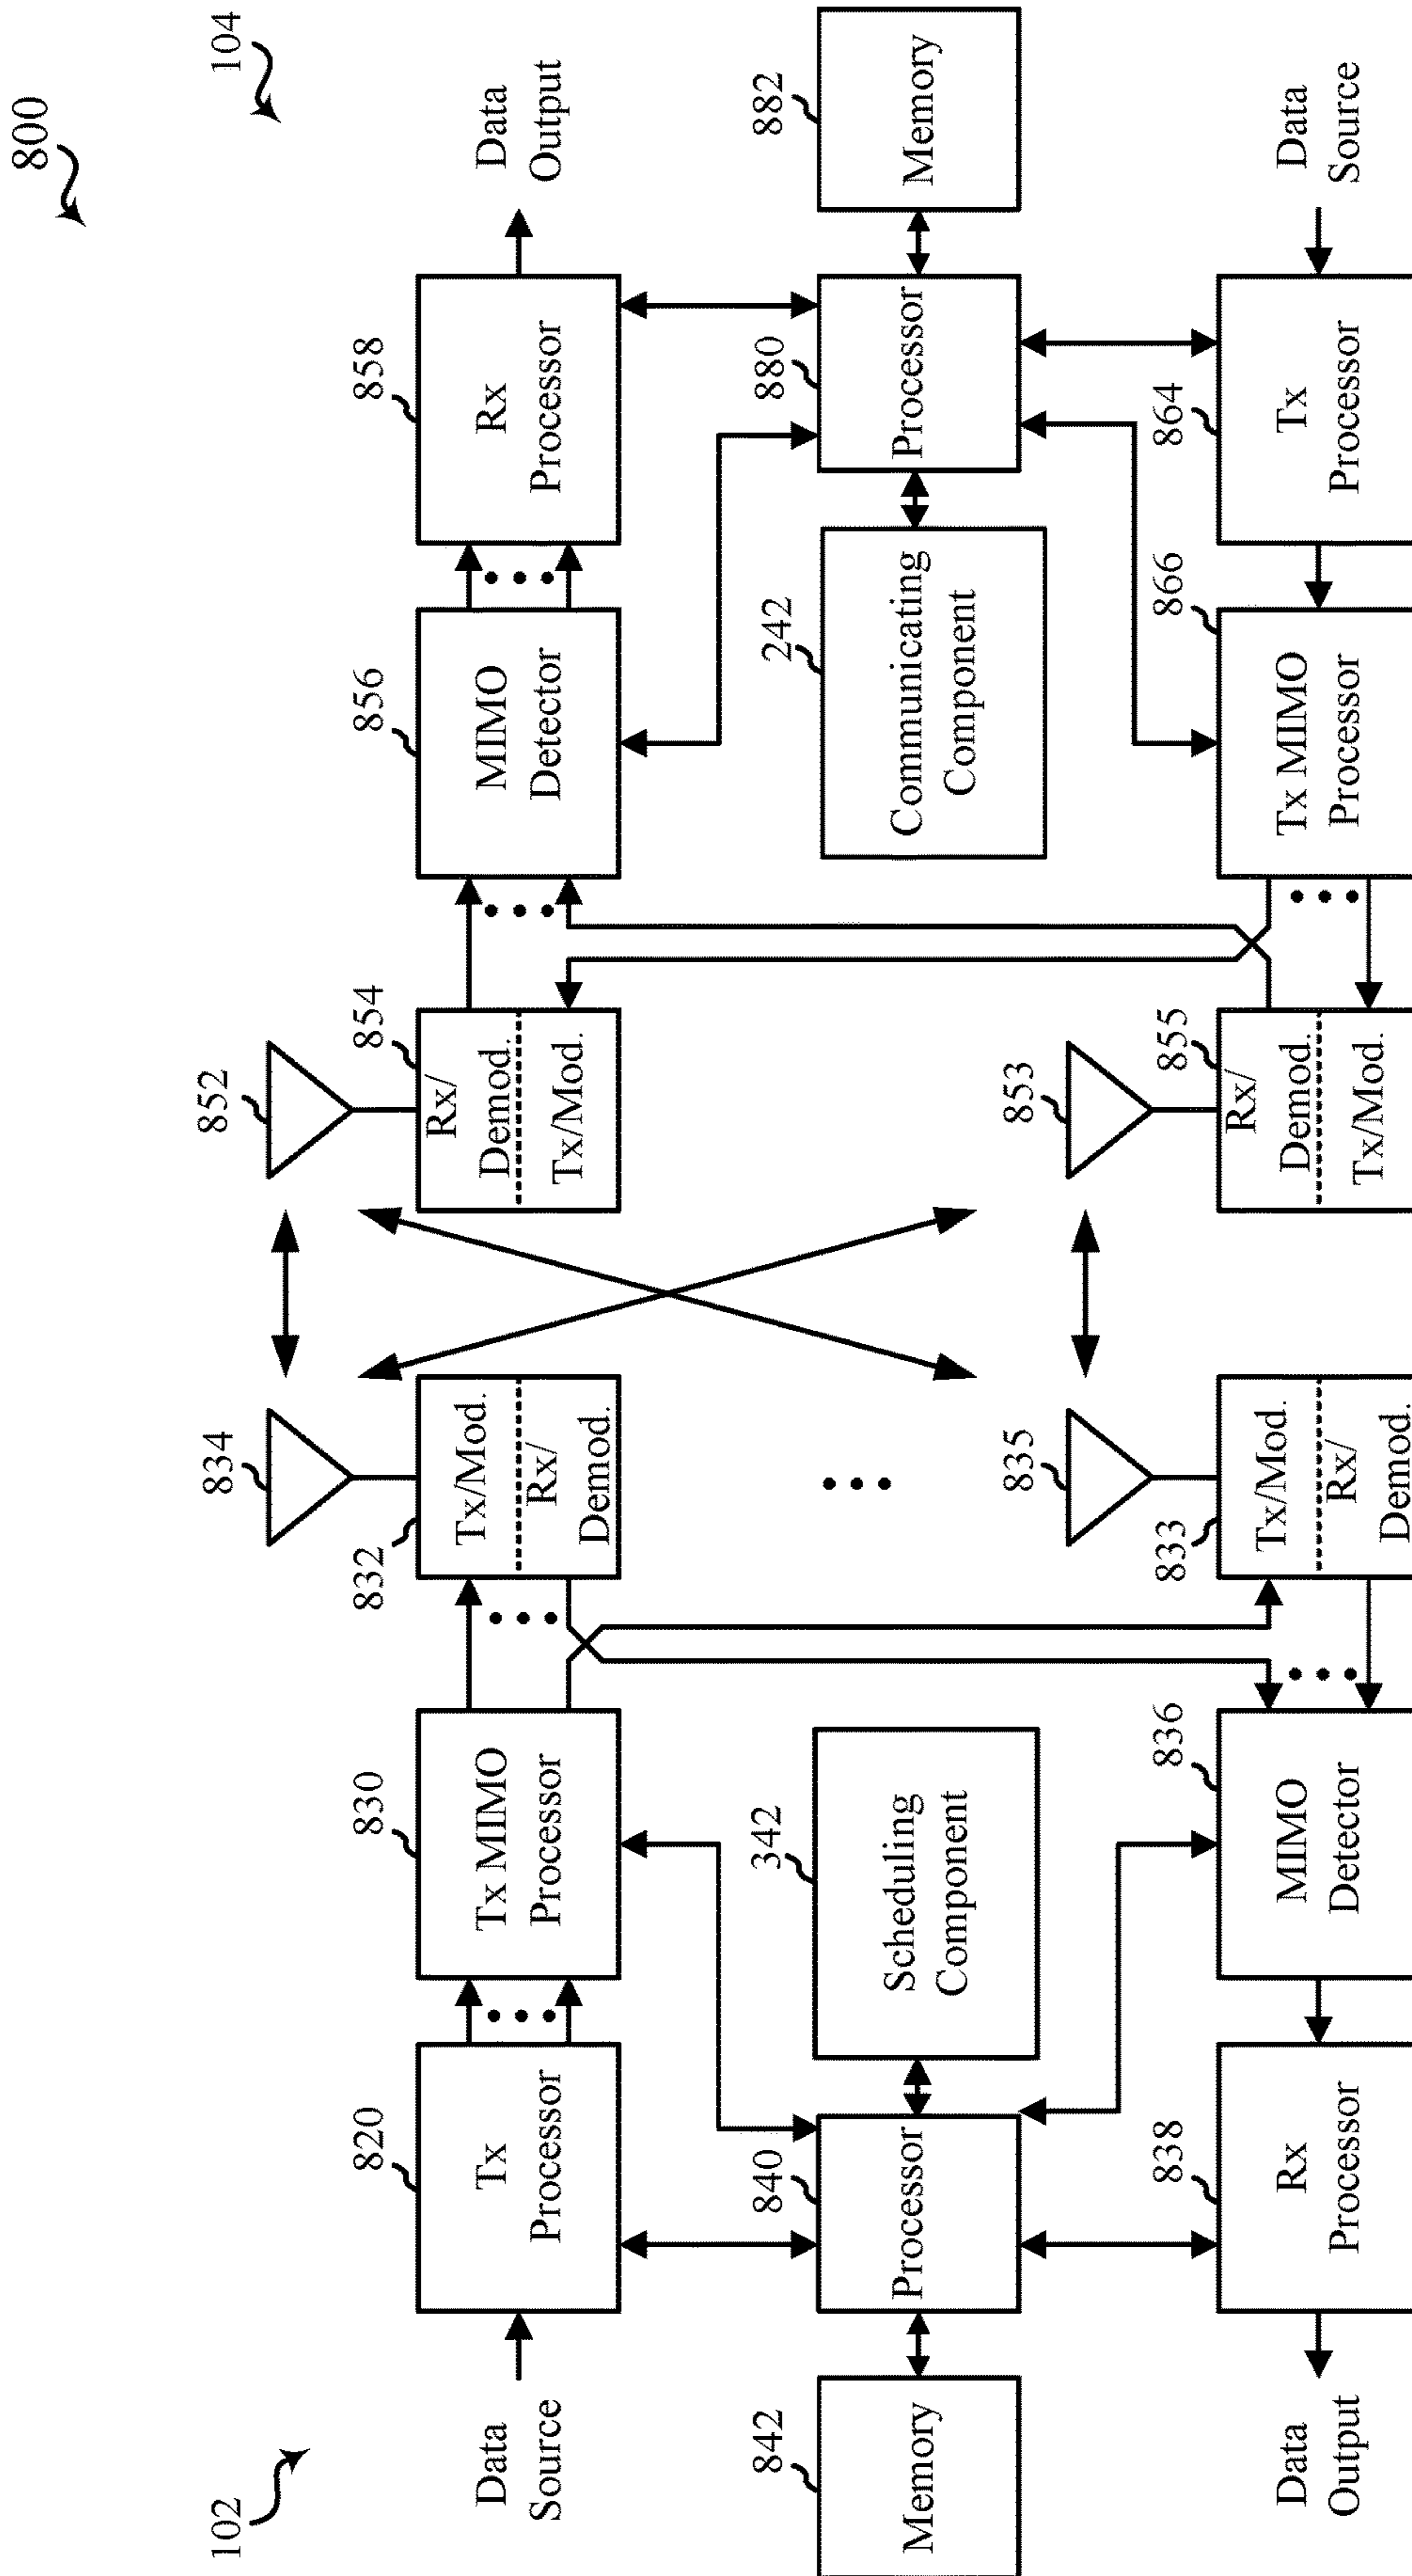 800
102
104
834
852
820
830
832
854
856
858
Data
Source
Tx
Processor
Tx MIMO
Processor
Tx/Mod.
Rx/
Demod.
Rx/
Demod.
Tx/Mod.
MIMO
Detector
Rx
Processor
Data
Output
842
840
342
242
880
882
Memory
Processor
Scheduling
Component
Communicating
Component
Processor
Memory
835
853
838
836
833
855
866
864
Data
Output
Rx
Processor
MIMO
Detector
Tx/Mod.
Rx/
Demod.
Rx/
Demod.
Tx/Mod.
Tx MIMO
Processor
Tx
Processor
Data
Source